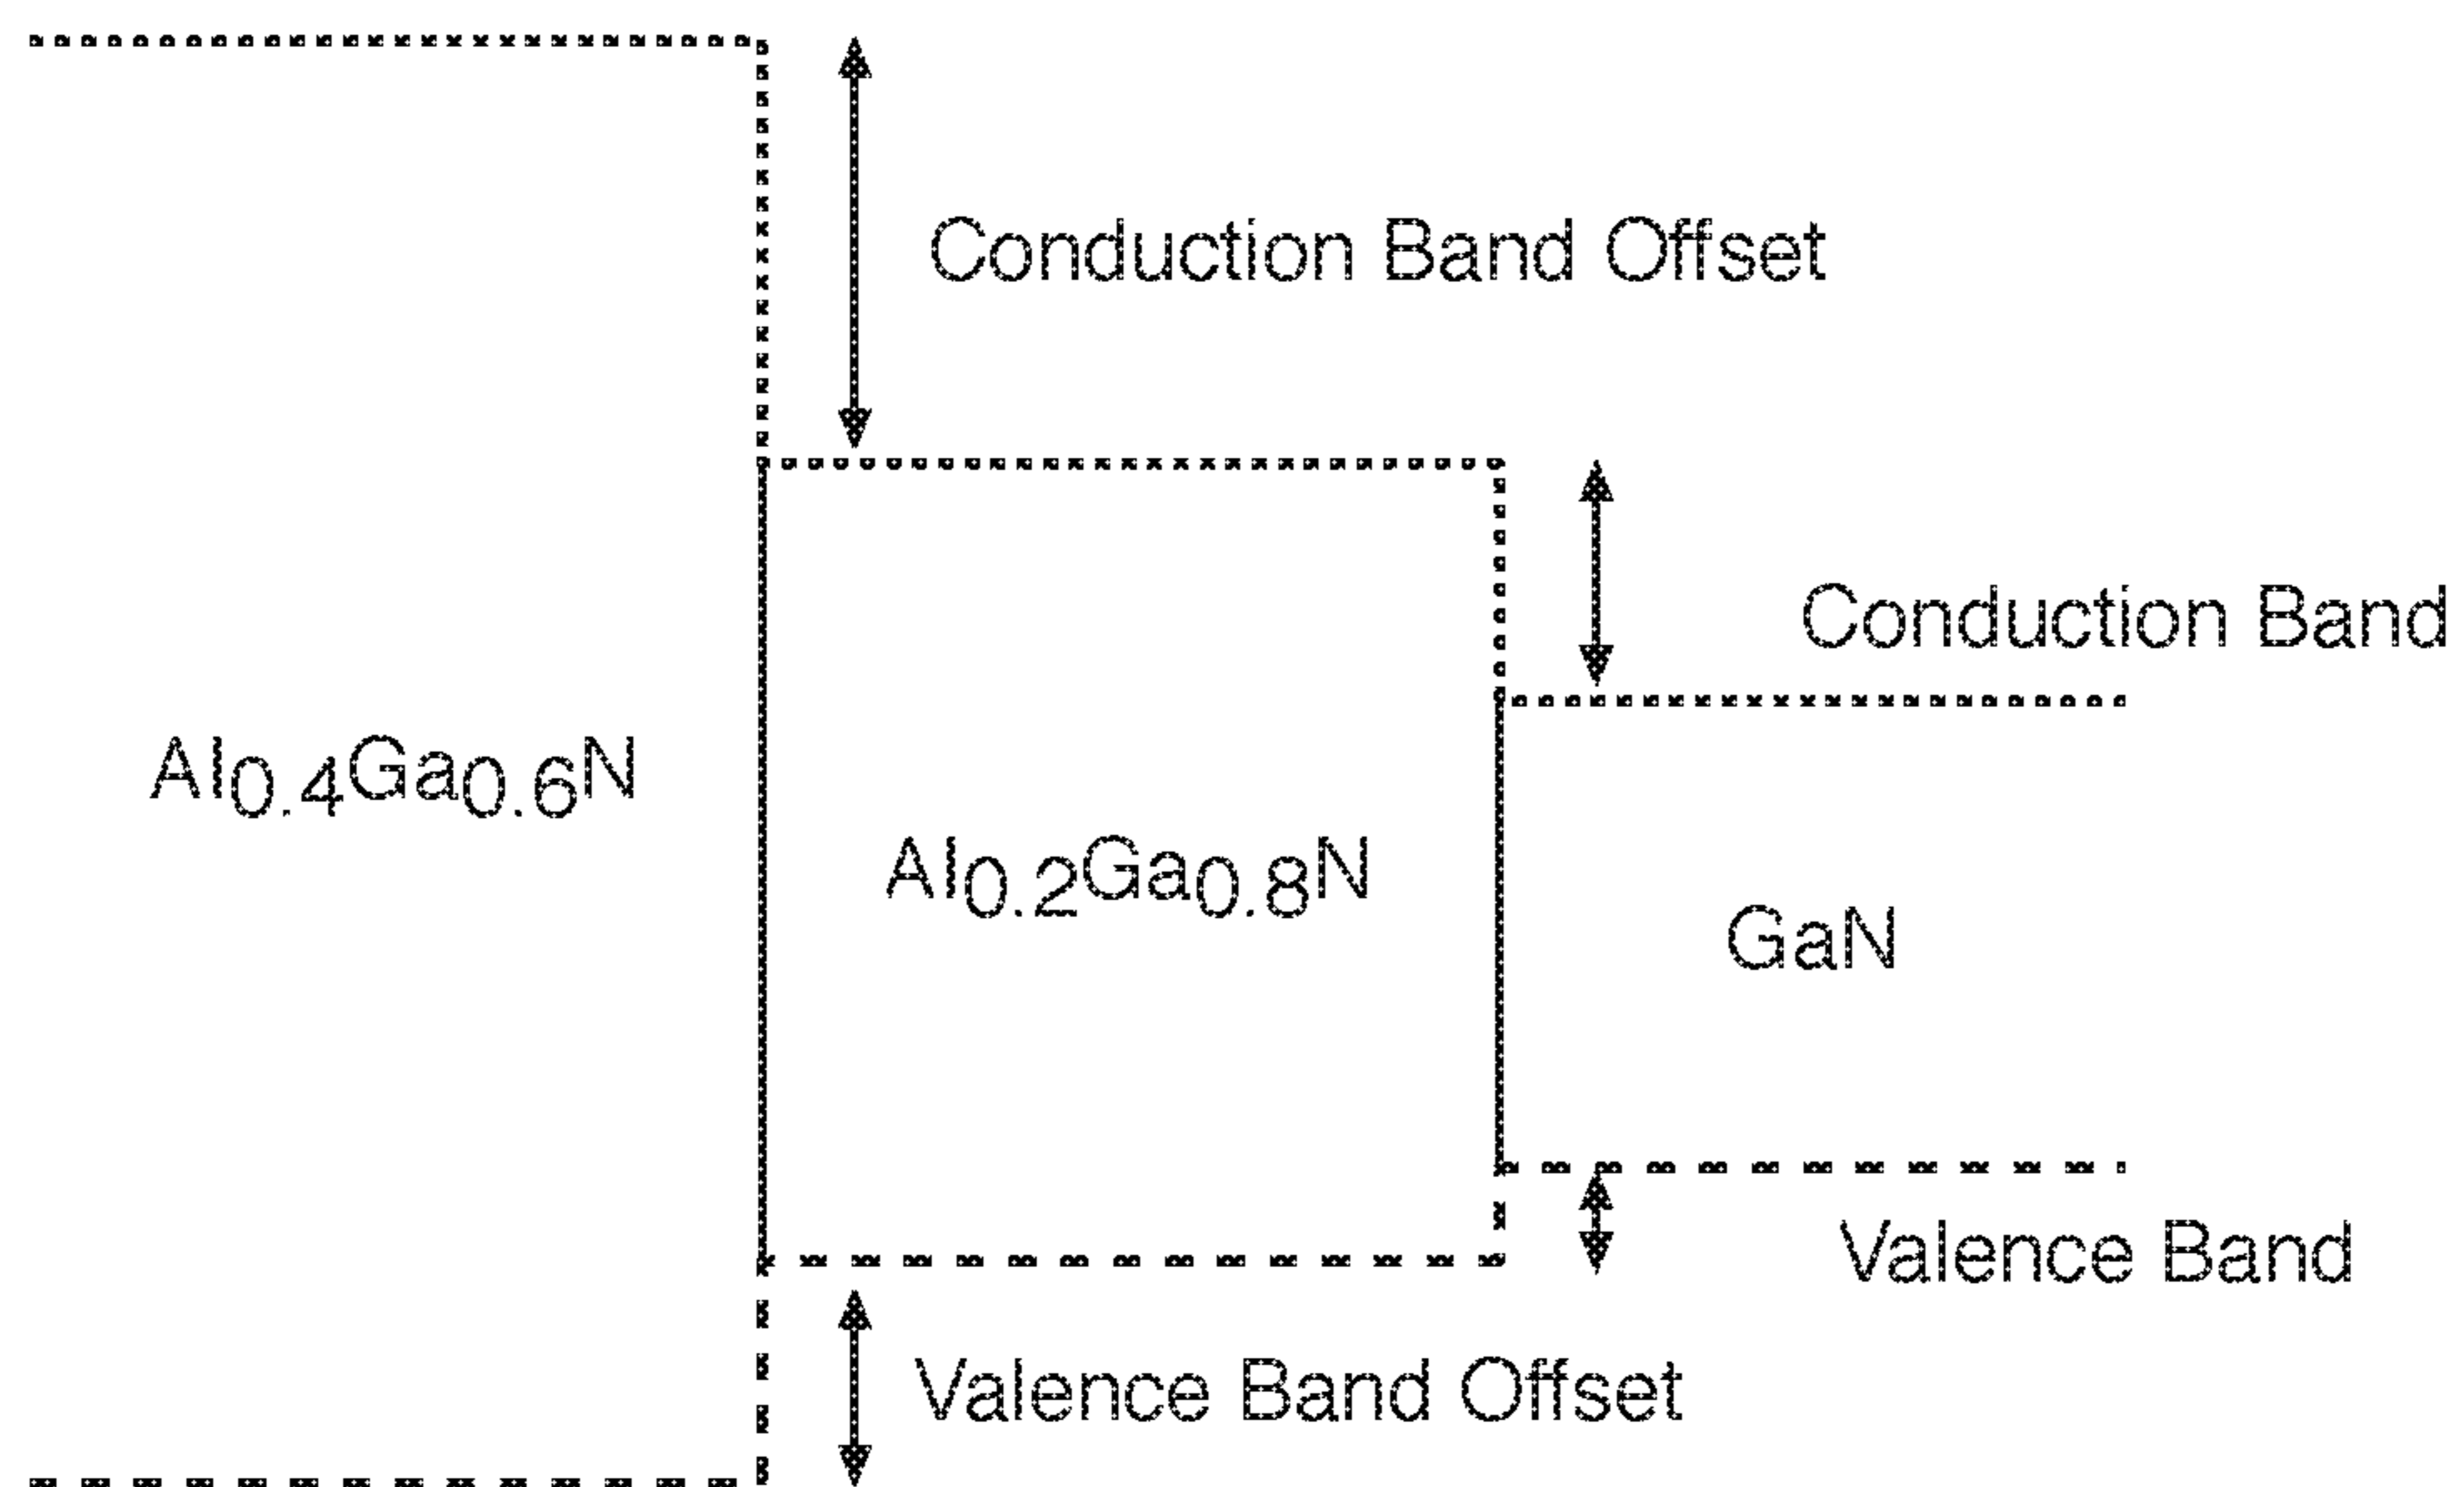 Conduction Band Offset
Conduction Band
Al0.4Ga0.6N
Al0.2Ga0.8N
GaN
Valence Band
Valence Band Offset